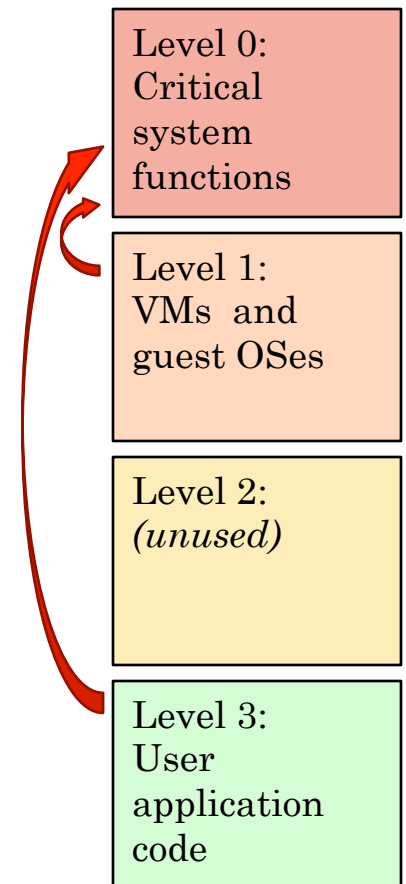 Level 0:
Critical
system
functions
Level 1:
VMs and
guest OSes
Level 2:
(unused)
Level 3:
User
application
code